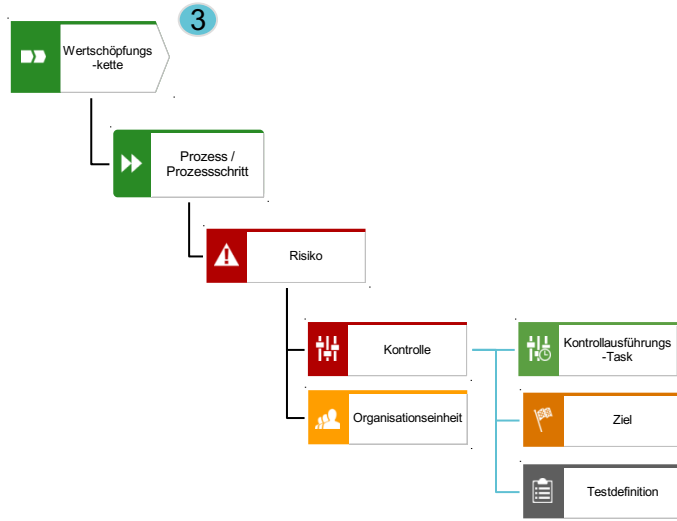 3
Wertschöpfungs
-kette
Prozess /
Prozessschritt
Risiko
Kontrolle
Kontrollausführungs
-Task
Organisationseinheit
Ziel
Testdefinition